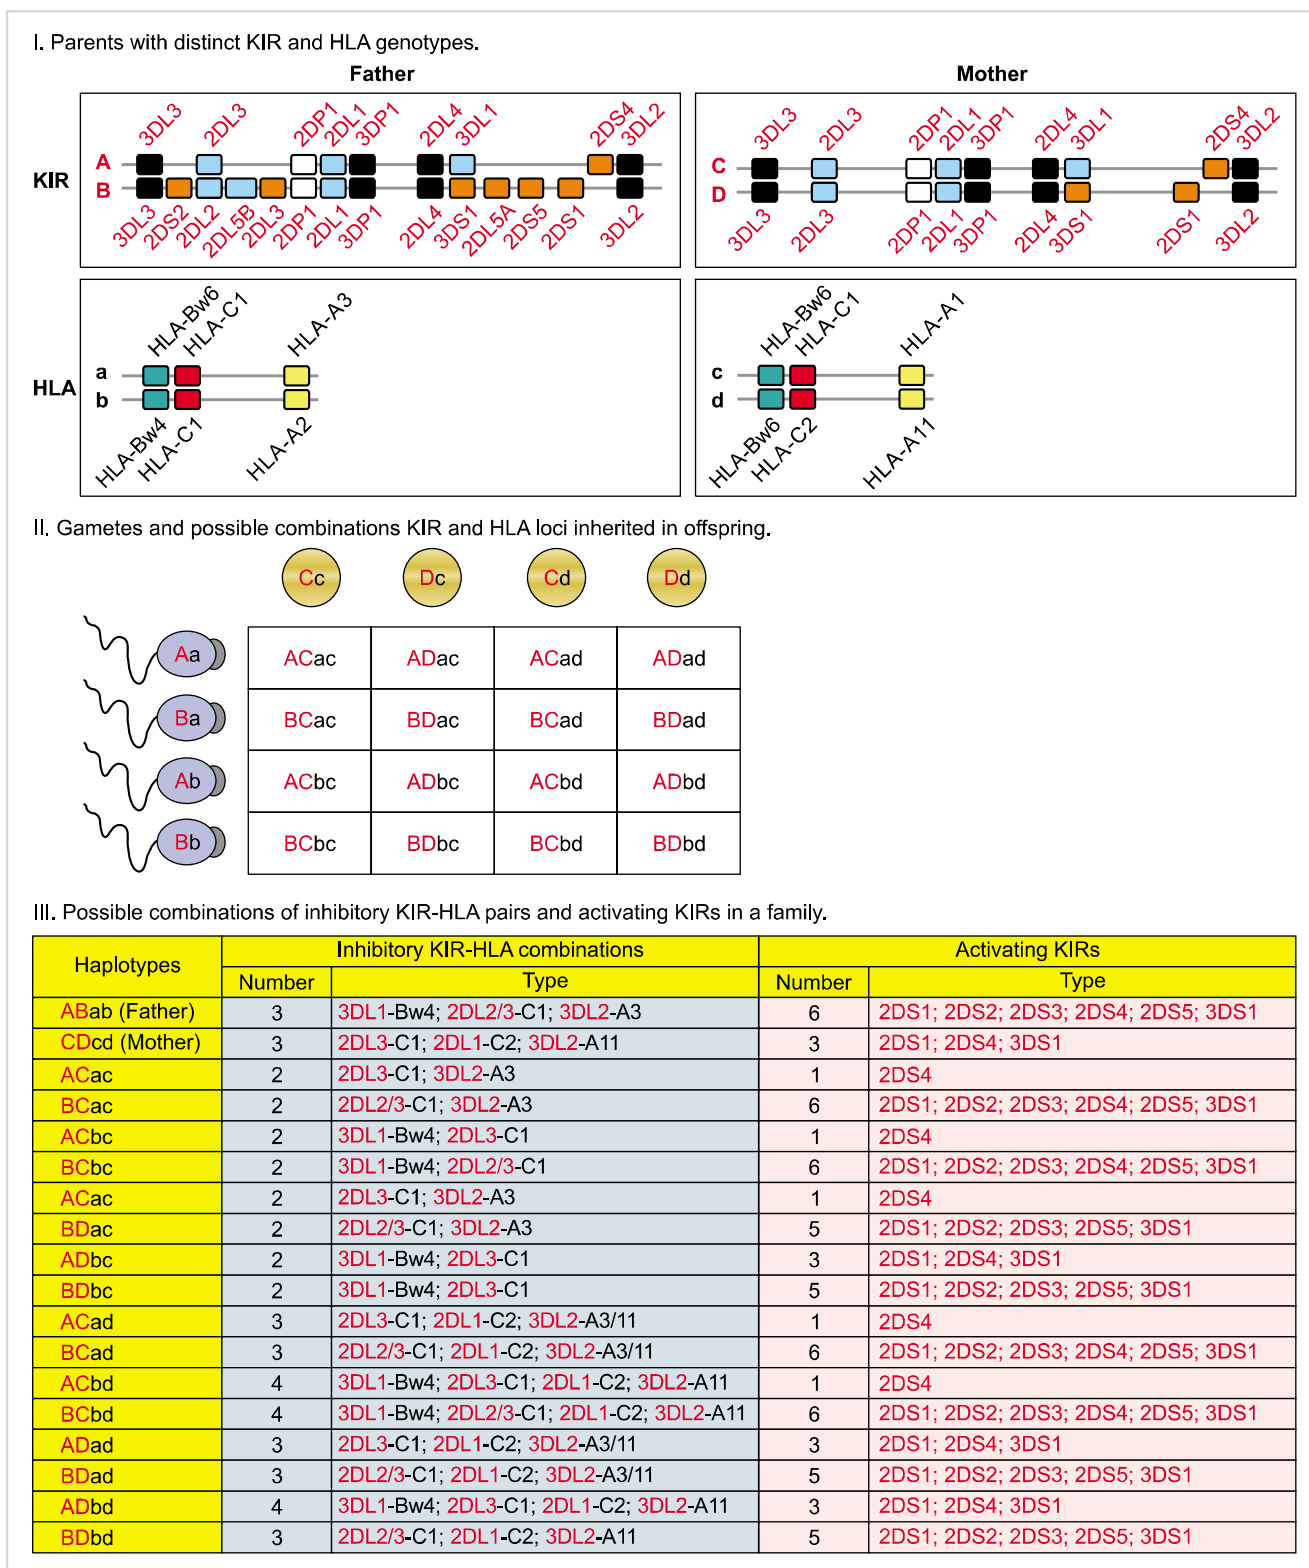 I. Parents with distinct KIR and HLA genotypes.
Father Mother
3DL3 2DL3 2DP1 2DL1 3DP1 2DL4 3DL1 2DS4 3DL2
KIR
A
B
3DL3 2DS2 2DL2 2DL5B 2DL3 2DP1 2DL1 3DP1 2DL4 3DS1 2DL5A 2DS5 2DS1 3DL2
3DL3 2DL3 2DP1 2DL1 3DP1 2DL4 3DL1 2DS4 3DL2
C
D
3DL3 2DL3 2DP1 2DL1 3DP1 2DL4 3DS1 2DS1 3DL2
HLA
HLA-Bw6 HLA-C1 HLA-A3
a
b
HLA-Bw4 HLA-C1 HLA-A2
HLA-Bw6 HLA-C1 HLA-A1
c
d
HLA-Bw6 HLA-C2 HLA-A11
II. Gametes and possible combinations KIR and HLA loci inherited in offspring.
Cc Dc Cd Dd
Aa ACac ADac ACad ADad
Ba BCac BDac BCad BDad
Ab ACbc ADbc ACbd ADbd
Bb BCbc BDbc BCbd BDbd
III. Possible combinations of inhibitory KIR-HLA pairs and activating KIRs in a family.
Haplotypes Inhibitory KIR-HLA combinations Activating KIRs
Number Type Number Type
ABab (Father) 3 3DL1-Bw4; 2DL2/3-C1; 3DL2-A3 6 2DS1; 2DS2; 2DS3; 2DS4; 2DS5; 3DS1
CDcd (Mother) 3 2DL3-C1; 2DL1-C2; 3DL2-A11 3 2DS1; 2DS4; 3DS1
ACac 2 2DL3-C1; 3DL2-A3 1 2DS4
BCac 2 2DL2/3-C1; 3DL2-A3 6 2DS1; 2DS2; 2DS3; 2DS4; 2DS5; 3DS1
ACbc 2 3DL1-Bw4; 2DL3-C1 1 2DS4
BCbc 2 3DL1-Bw4; 2DL2/3-C1 6 2DS1; 2DS2; 2DS3; 2DS4; 2DS5; 3DS1
ACac 2 2DL3-C1; 3DL2-A3 1 2DS4
BDac 2 2DL2/3-C1; 3DL2-A3 5 2DS1; 2DS2; 2DS3; 2DS5; 3DS1
ADbc 2 3DL1-Bw4; 2DL3-C1 3 2DS1; 2DS4; 3DS1
BDbc 2 3DL1-Bw4; 2DL3-C1 5 2DS1; 2DS2; 2DS3; 2DS5; 3DS1
ACad 3 2DL3-C1; 2DL1-C2; 3DL2-A3/11 1 2DS4
BCad 3 2DL2/3-C1; 2DL1-C2; 3DL2-A3/11 6 2DS1; 2DS2; 2DS3; 2DS4; 2DS5; 3DS1
ACbd 4 3DL1-Bw4; 2DL3-C1; 2DL1-C2; 3DL2-A11 1 2DS4
BCbd 4 3DL1-Bw4; 2DL2/3-C1; 2DL1-C2; 3DL2-A11 6 2DS1; 2DS2; 2DS3; 2DS4; 2DS5; 3DS1
ADad 3 2DL3-C1; 2DL1-C2; 3DL2-A3/11 3 2DS1; 2DS4; 3DS1
BDad 3 2DL2/3-C1; 2DL1-C2; 3DL2-A3/11 5 2DS1; 2DS2; 2DS3; 2DS5; 3DS1
ADbd 4 3DL1-Bw4; 2DL3-C1; 2DL1-C2; 3DL2-A11 3 2DS1; 2DS4; 3DS1
BDbd 3 2DL2/3-C1; 2DL1-C2; 3DL2-A11 5 2DS1; 2DS2; 2DS3; 2DS5; 3DS1